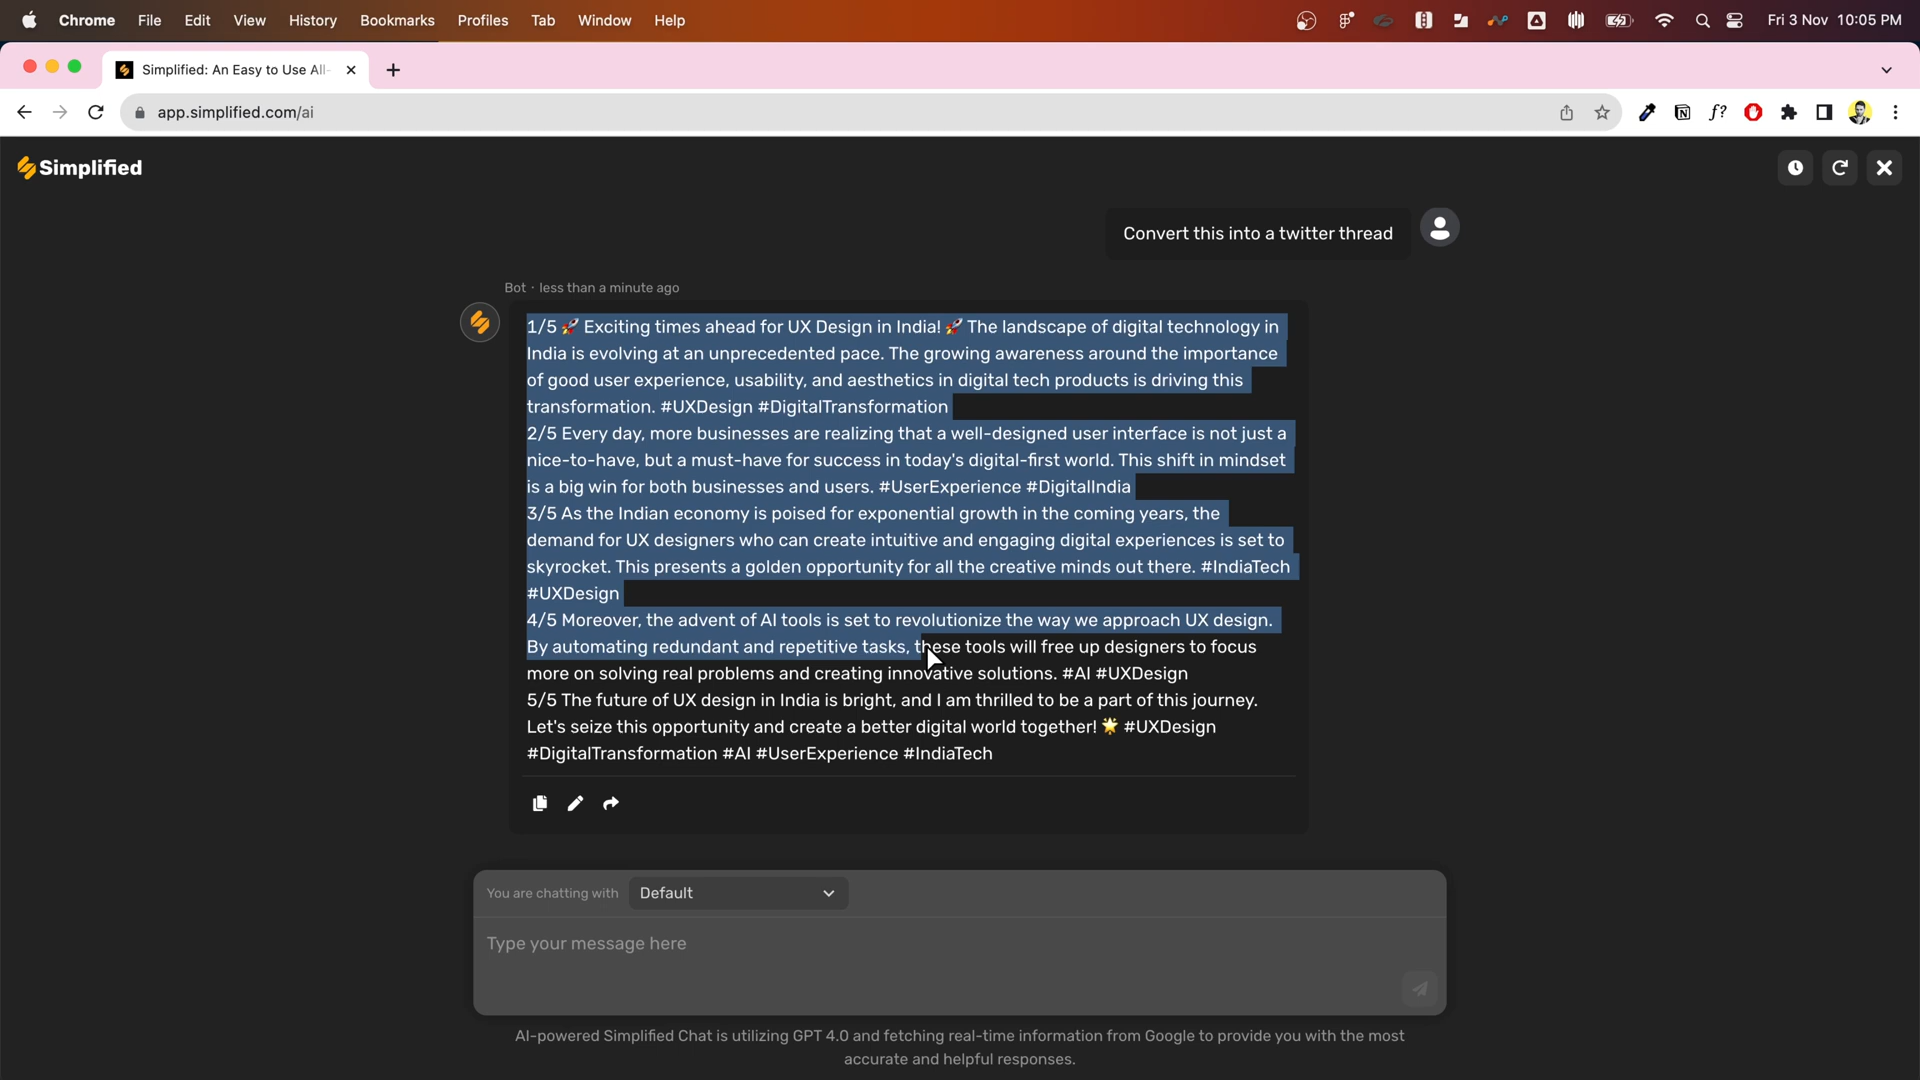 Chrome File Edit View History Bookmarks Profiles Tab Window Help Fri 3 Nov 10:05 PM
Simplified: An Easy to Use All-
app.simplified.com/ai
Simplified
Convert this into a twitter thread
Bot · less than a minute ago
1/5 🚀 Exciting times ahead for UX Design in India! 🚀 The landscape of digital technology in
India is evolving at an unprecedented pace. The growing awareness around the importance
of good user experience, usability, and aesthetics in digital tech products is driving this
transformation. #UXDesign #DigitalTransformation
2/5 Every day, more businesses are realizing that a well-designed user interface is not just a
nice-to-have, but a must-have for success in today's digital-first world. This shift in mindset
is a big win for both businesses and users. #UserExperience #DigitalIndia
3/5 As the Indian economy is poised for exponential growth in the coming years, the
demand for UX designers who can create intuitive and engaging digital experiences is set to
skyrocket. This presents a golden opportunity for all the creative minds out there. #IndiaTech
#UXDesign
4/5 Moreover, the advent of AI tools is set to revolutionize the way we approach UX design.
By automating redundant and repetitive tasks, these tools will free up designers to focus
more on solving real problems and creating innovative solutions. #AI #UXDesign
5/5 The future of UX design in India is bright, and I am thrilled to be a part of this journey.
Let's seize this opportunity and create a better digital world together! 🌟 #UXDesign
#DigitalTransformation #AI #UserExperience #IndiaTech
You are chatting with Default
Type your message here
AI-powered Simplified Chat is utilizing GPT 4.0 and fetching real-time information from Google to provide you with the most
accurate and helpful responses.